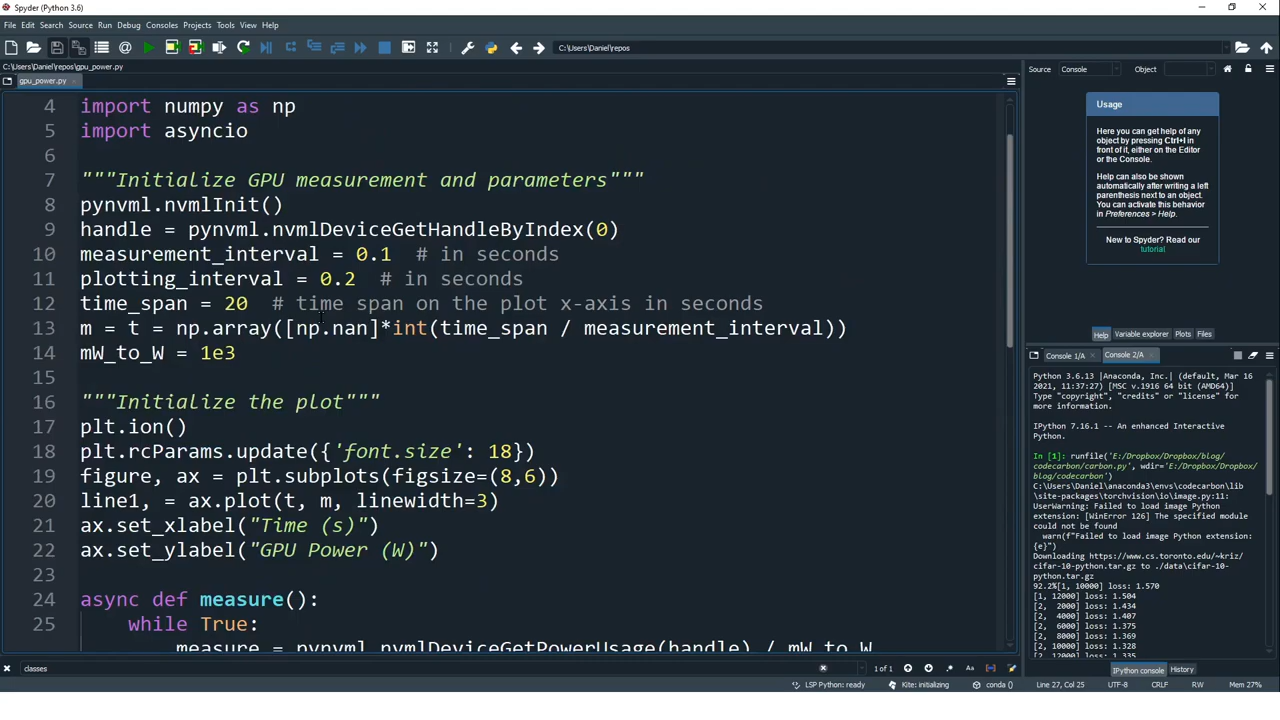 Spyder (Python 3.6)
File Edit Search Source Run Debug Consoles Projects Tools View Help
C:\Users\Daniel\repos
C:\Users\Daniel\repos\gpu_power.py
gpu_power.py
4 import numpy as np
5 import asyncio
6
7 """Initialize GPU measurement and parameters"""
8 pynvml.nvmlInit()
9 handle = pynvml.nvmlDeviceGetHandleByIndex(0)
10 measurement_interval = 0.1 # in seconds
11 plotting_interval = 0.2 # in seconds
12 time_span = 20 # time span on the plot x-axis in seconds
13 m = t = np.array([np.nan]*int(time_span / measurement_interval))
14 mW_to_W = 1e3
15
16 """Initialize the plot"""
17 plt.ion()
18 plt.rcParams.update({'font.size': 18})
19 figure, ax = plt.subplots(figsize=(8,6))
20 line1, = ax.plot(t, m, linewidth=3)
21 ax.set_xlabel("Time (s)")
22 ax.set_ylabel("GPU Power (W)")
23
24 async def measure():
25 while True:
measure = pynvml.nvmlDeviceGetPowerUsage(handle) / mW_to_W
classes
1 of 1
Aa
Source Console Object
Usage
Here you can get help of any
object by pressing Ctrl+I in
front of it, either on the Editor
or the Console.
Help can also be shown
automatically after writing a left
parenthesis next to an object.
You can activate this behavior
in Preferences > Help.
New to Spyder? Read our
tutorial
Help Variable explorer Plots Files
Console 1/A Console 2/A
Python 3.6.13 |Anaconda, Inc.| (default, Mar 16
2021, 11:37:27) [MSC v.1916 64 bit (AMD64)]
Type "copyright", "credits" or "license" for
more information.
IPython 7.16.1 -- An enhanced Interactive
Python.
In [1]: runfile('E:/Dropbox/Dropbox/blog/
codecarbon/carbon.py', wdir='E:/Dropbox/Dropbox/
blog/codecarbon')
C:\Users\Daniel\anaconda3\envs\codecarbon\lib
\site-packages\torchvision\io\image.py:11:
UserWarning: Failed to load image Python
extension: [WinError 126] The specified module
could not be found
warn(f"Failed to load image Python extension:
{e}")
Downloading https://www.cs.toronto.edu/~kriz/
cifar-10-python.tar.gz to ./data\cifar-10-
python.tar.gz
92.2%[1, 10000] loss: 1.570
[1, 12000] loss: 1.504
[2, 2000] loss: 1.434
[2, 4000] loss: 1.407
[2, 6000] loss: 1.375
[2, 8000] loss: 1.369
[2, 10000] loss: 1.328
[2, 12000] loss: 1.335
IPython console History
LSP Python: ready Kite: initializing conda () Line 27, Col 25 UTF-8 CRLF RW Mem 27%